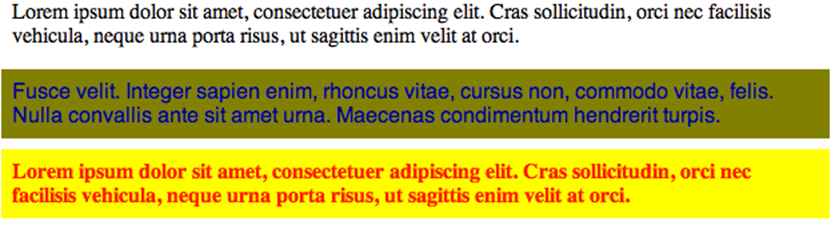 Lorem ipsum dolor sit amet, consectetuer adipiscing elit. Cras sollicitudin, orci nec facilisis
vehicula, neque urna porta risus, ut sagittis enim velit at orci.
Fusce velit. Integer sapien enim, rhoncus vitae, cursus non, commodo vitae, felis.
Nulla convallis ante sit amet urna. Maecenas condimentum hendrerit turpis.
Lorem ipsum dolor sit amet, consectetuer adipiscing elit. Cras sollicitudin, orci nec
facilisis vehicula, neque urna porta risus, ut sagittis enim velit at orci.